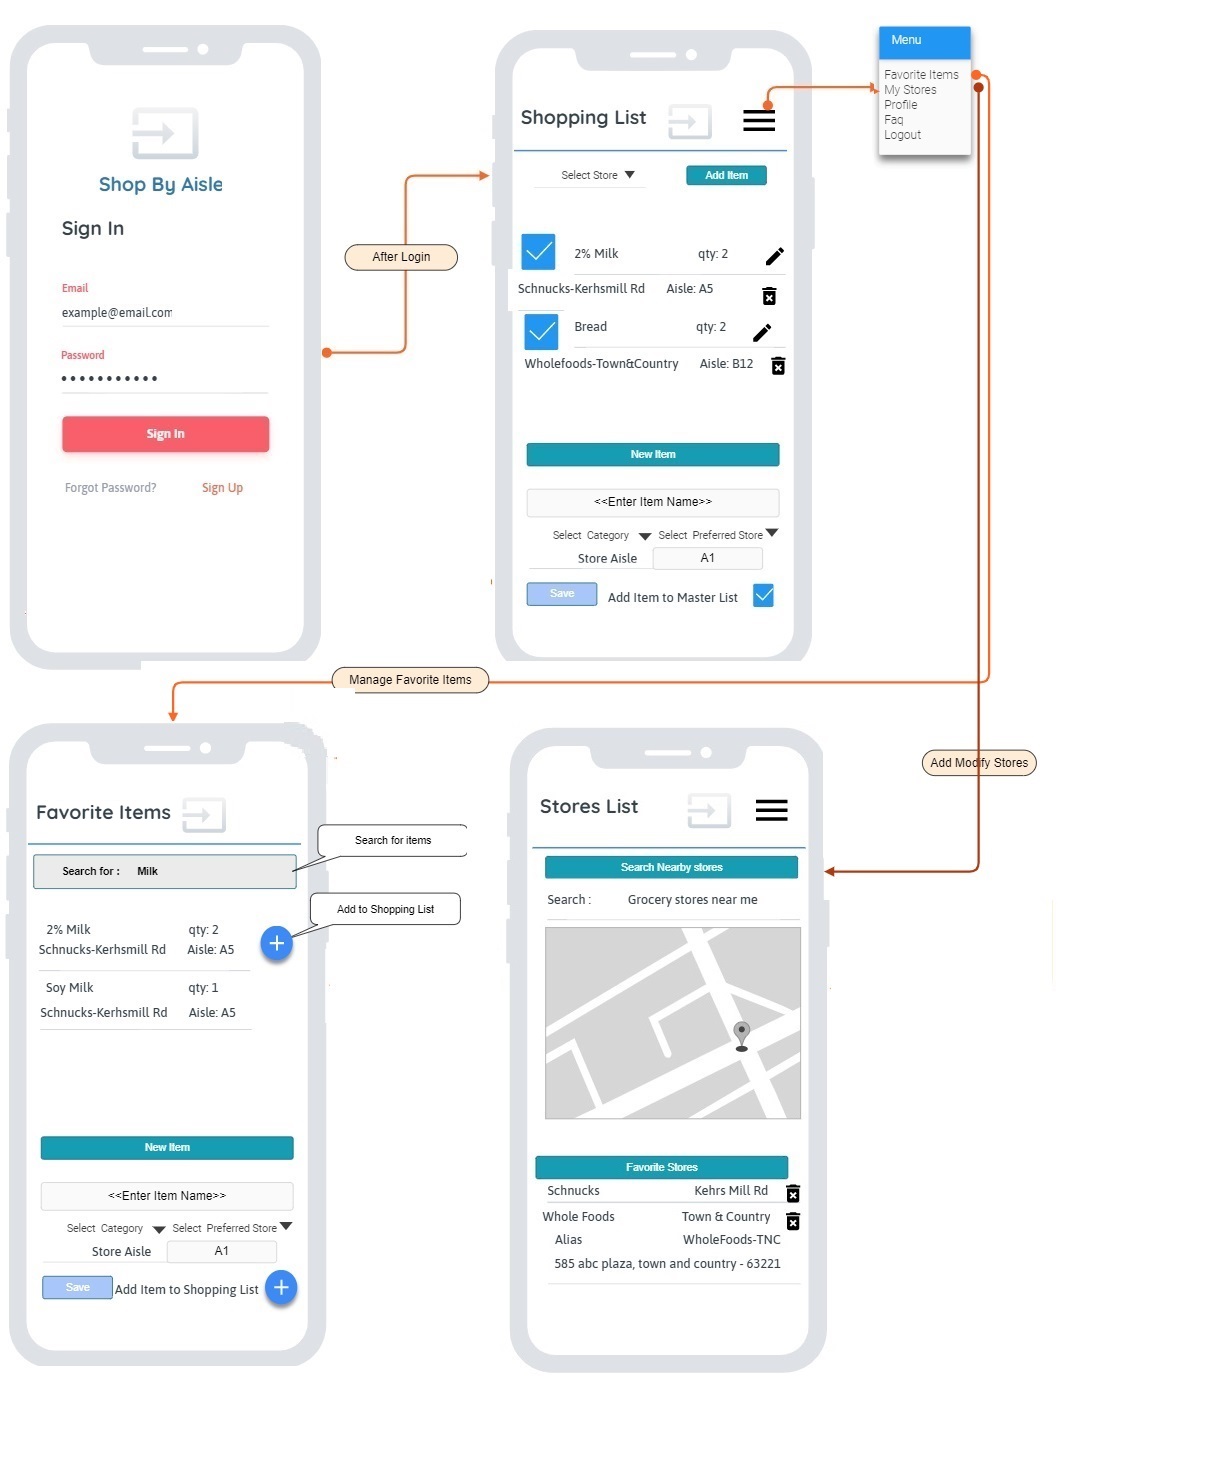 Shop By Aisle
Sign In
Email
example@email.com
Password
Sign In
Forgot Password? Sign Up
After Login
Shopping List
Select Store Add Item
2% Milk qty: 2
Schnucks-Kerhsmill Rd Aisle: A5
Bread qty: 2
Wholefoods-Town&Country Aisle: B12
New Item
<<Enter Item Name>>
Select Category Select Preferred Store
Store Aisle A1
Save Add Item to Master List
Menu
Favorite Items
My Stores
Profile
Faq
Logout
Manage Favorite Items
Add Modify Stores
Favorite Items
Search for : Milk
Search for items
Add to Shopping List
2% Milk qty: 2
Schnucks-Kerhsmill Rd Aisle: A5
Soy Milk qty: 1
Schnucks-Kerhsmill Rd Aisle: A5
New Item
<<Enter Item Name>>
Select Category Select Preferred Store
Store Aisle A1
Save Add Item to Shopping List
Stores List
Search Nearby stores
Search : Grocery stores near me
Favorite Stores
Schnucks Kehrs Mill Rd
Whole Foods Town & Country
Alias WholeFoods-TNC
585 abc plaza, town and country - 63221